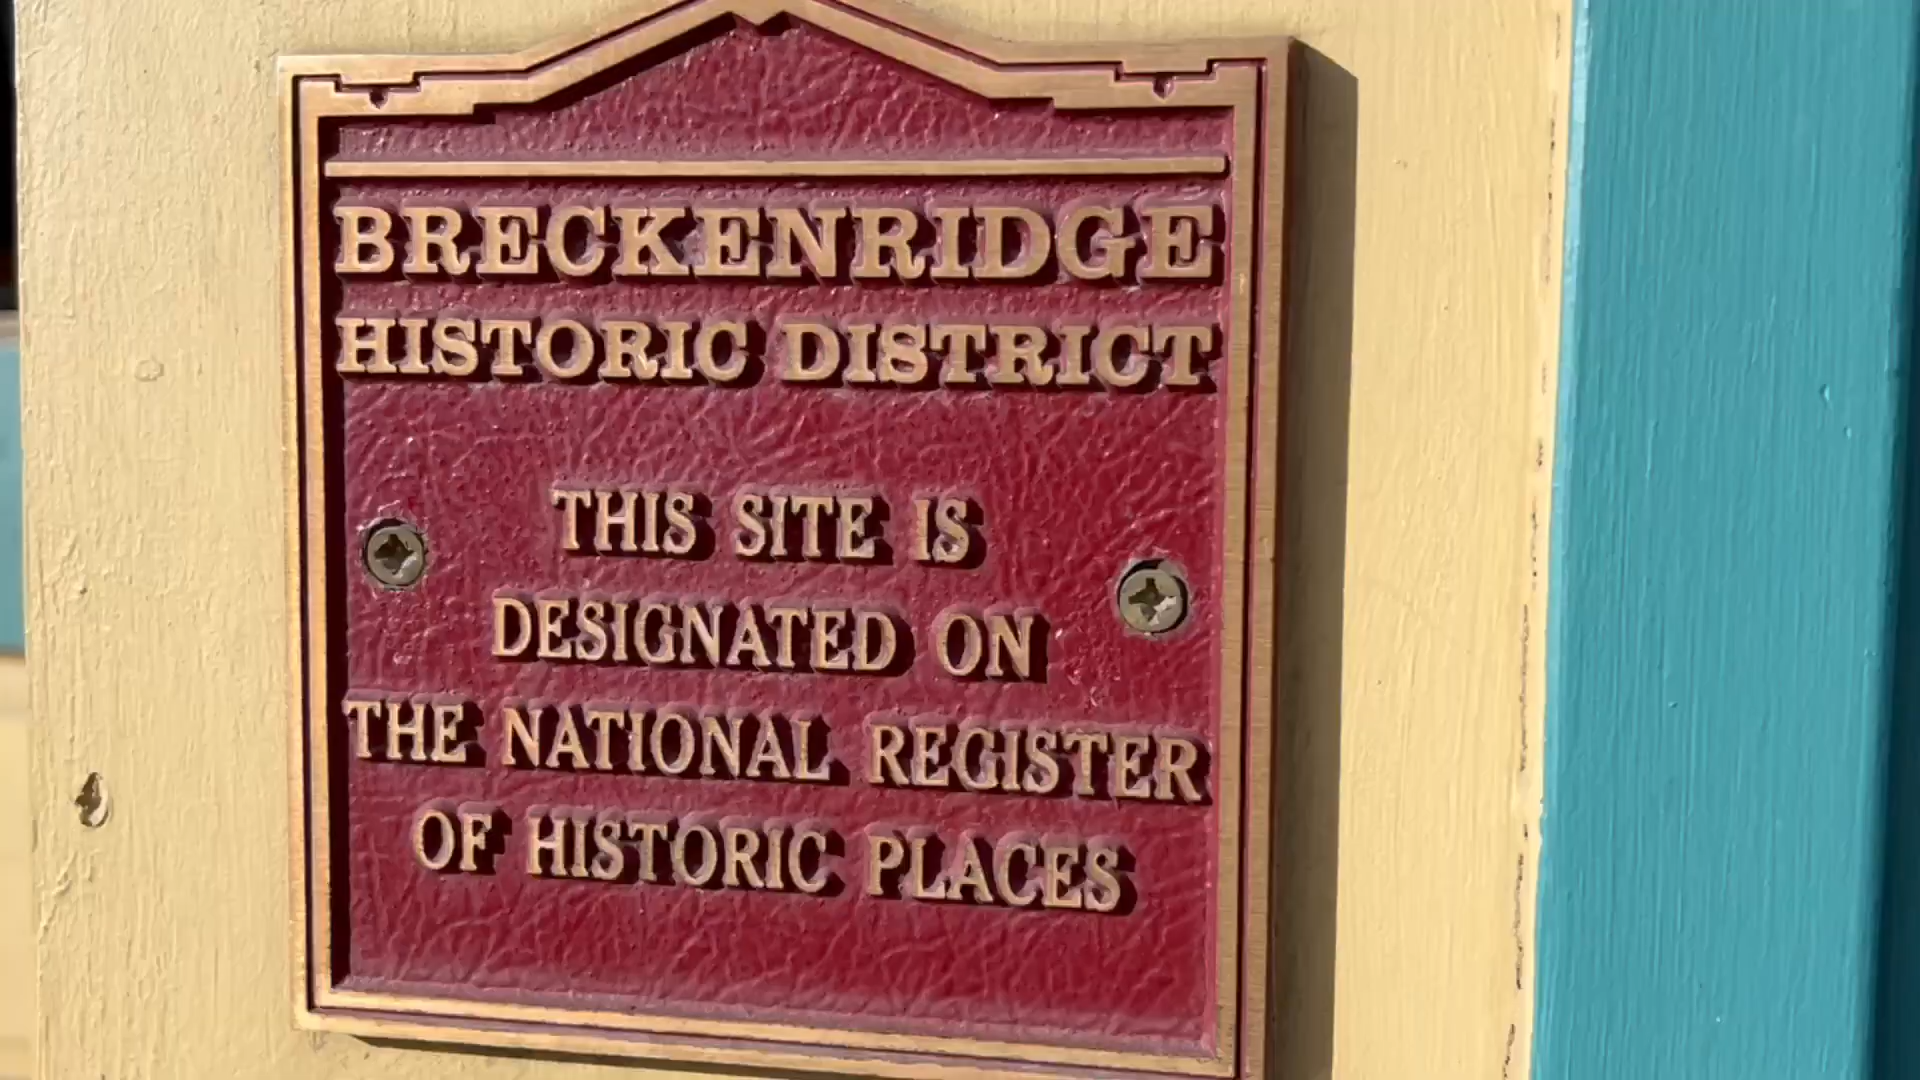 BRECKENRIDGE
HISTORIC DISTRICT
THIS SITE IS
DESIGNATED ON
THE NATIONAL REGISTER
OF HISTORIC PLACES